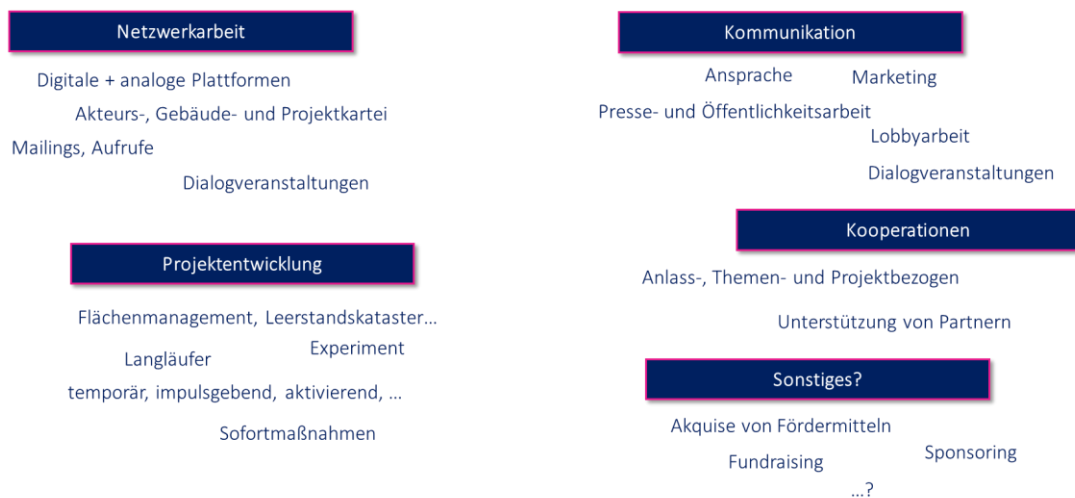 Netzwerkarbeit
Digitale + analoge Plattformen
Akteurs-, Gebäude- und Projektkartei
Mailings, Aufrufe
Dialogveranstaltungen
Projektentwicklung
Flächenmanagement, Leerstandskataster...
Langläufer
Experiment
temporär, impulsgebend, aktivierend, ...
Sofortmaßnahmen
Kommunikation
Ansprache
Marketing
Presse- und Öffentlichkeitsarbeit
Lobbyarbeit
Dialogveranstaltungen
Kooperationen
Anlass-, Themen- und Projektbezogen
Unterstützung von Partnern
Sonstiges?
Akquise von Fördermitteln
Fundraising
Sponsoring
...?